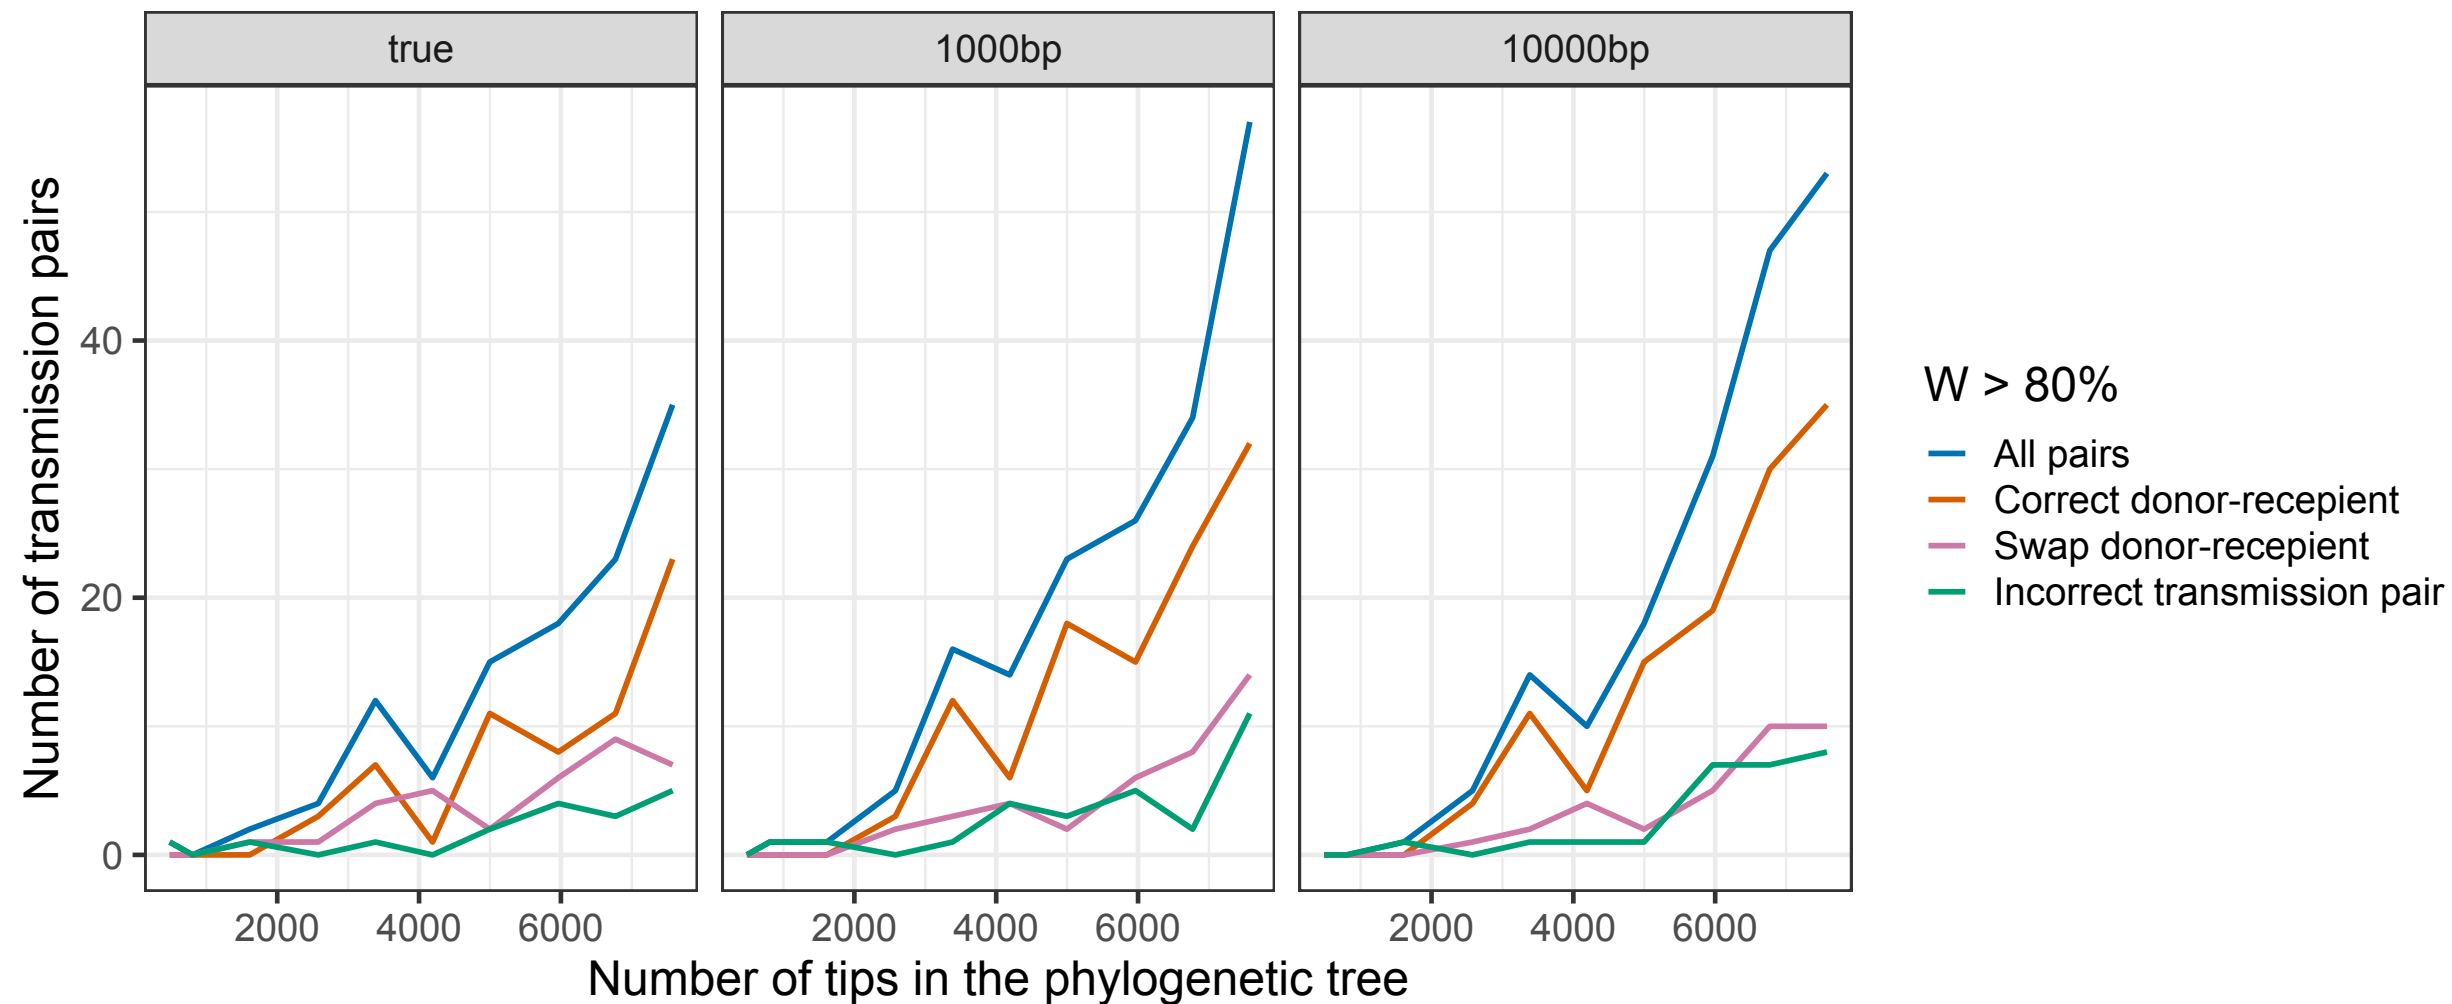 true
1000bp
10000bp
Number of transmission pairs
40
20
0
2000 4000 6000
2000 4000 6000
2000 4000 6000
Number of tips in the phylogenetic tree
W > 80%
All pairs
Correct donor-recepient
Swap donor-recepient
Incorrect transmission pair